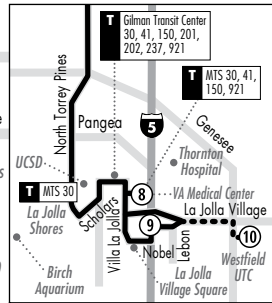 T
Gilman Transit Center
30, 41, 150, 201,
202, 237, 921
T
MTS 30, 41,
150, 921
North Torrey Pines
Pangea
5
Genesee
UCSD
Thornton
Hospital
T MTS 30
8
VA Medical Center
La Jolla
Shores
Scholars
Villa La Jolla
La Jolla Village
9
Lebon
10
Nobel
Westfield
UTC
Birch
Aquarium
La Jolla
Village Square